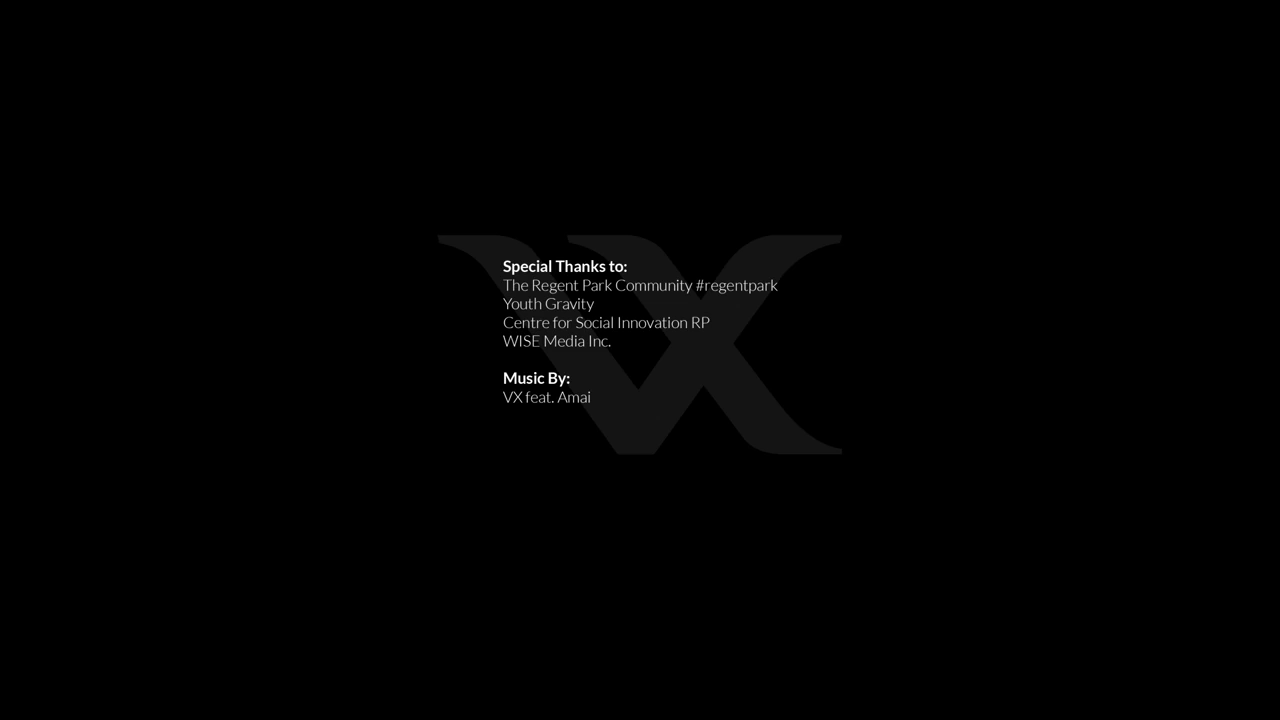 Special Thanks to:
The Regent Park Community #regentpark
Youth Gravity
Centre for Social Innovation RP
WISE Media Inc.
Music By:
VX feat. Amai
VX